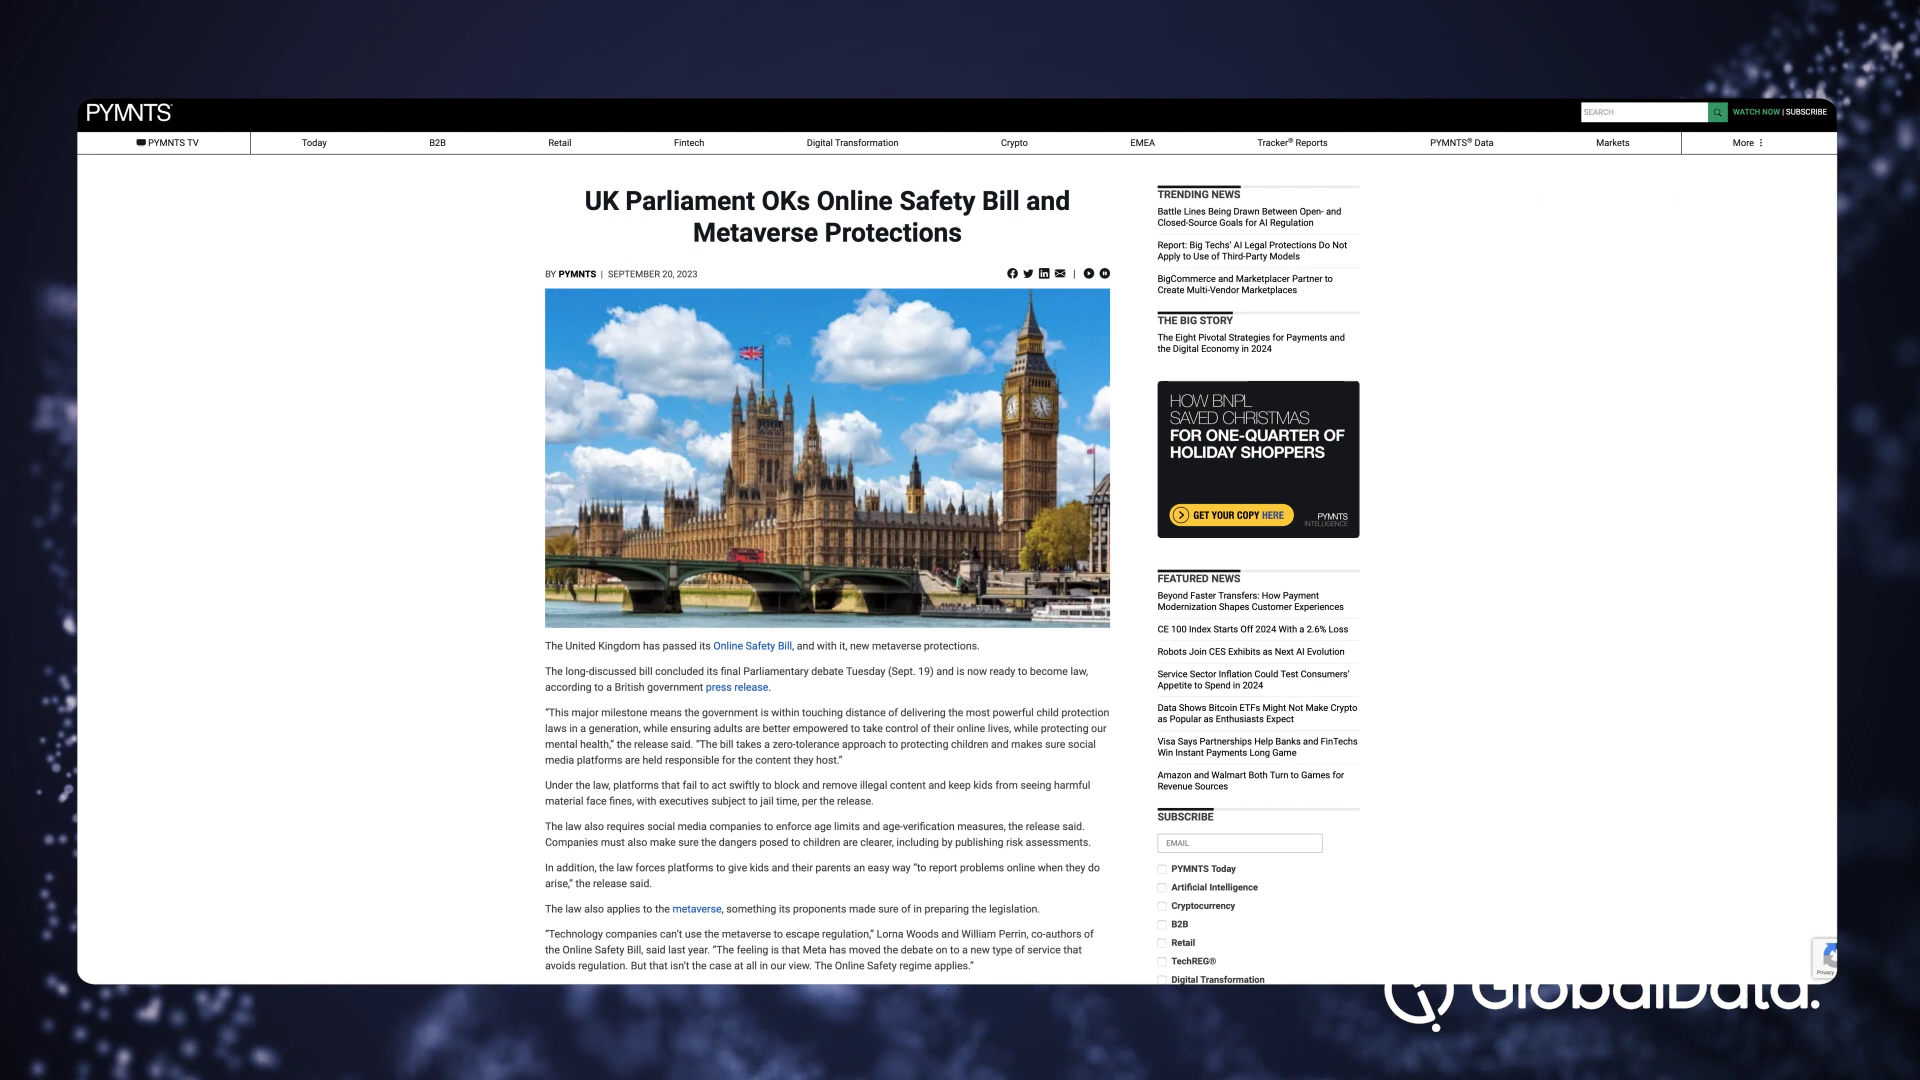 PYMNTS
SEARCH
WATCH NOW | SUBSCRIBE
PYMNTS TV
Today
B2B
Retail
Fintech
Digital Transformation
Crypto
EMEA
Tracker® Reports
PYMNTS® Data
Markets
More
UK Parliament OKs Online Safety Bill and
Metaverse Protections
BY PYMNTS | SEPTEMBER 20, 2023
The United Kingdom has passed its Online Safety Bill, and with it, new metaverse protections.
The long-discussed bill concluded its final Parliamentary debate Tuesday (Sept. 19) and is now ready to become law,
according to a British government press release.
“This major milestone means the government is within touching distance of delivering the most powerful child protection
laws in a generation, while ensuring adults are better empowered to take control of their online lives, while protecting our
mental health,” the release said. “The bill takes a zero-tolerance approach to protecting children and makes sure social
media platforms are held responsible for the content they host.”
Under the law, platforms that fail to act swiftly to block and remove illegal content and keep kids from seeing harmful
material face fines, with executives subject to jail time, per the release.
The law also requires social media companies to enforce age limits and age-verification measures, the release said.
Companies must also make sure the dangers posed to children are clearer, including by publishing risk assessments.
In addition, the law forces platforms to give kids and their parents an easy way “to report problems online when they do
arise,” the release said.
The law also applies to the metaverse, something its proponents made sure of in preparing the legislation.
“Technology companies can’t use the metaverse to escape regulation,” Lorna Woods and William Perrin, co-authors of
the Online Safety Bill, said last year. “The feeling is that Meta has moved the debate on to a new type of service that
avoids regulation. But that isn’t the case at all in our view. The Online Safety regime applies.”
TRENDING NEWS
Battle Lines Being Drawn Between Open- and
Closed-Source Goals for AI Regulation
Report: Big Techs’ AI Legal Protections Do Not
Apply to Use of Third-Party Models
BigCommerce and Marketplacer Partner to
Create Multi-Vendor Marketplaces
THE BIG STORY
The Eight Pivotal Strategies for Payments and
the Digital Economy in 2024
HOW BNPL
SAVED CHRISTMAS
FOR ONE-QUARTER OF
HOLIDAY SHOPPERS
GET YOUR COPY HERE
PYMNTS
INTELLIGENCE
FEATURED NEWS
Beyond Faster Transfers: How Payment
Modernization Shapes Customer Experiences
CE 100 Index Starts Off 2024 With a 2.6% Loss
Robots Join CES Exhibits as Next AI Evolution
Service Sector Inflation Could Test Consumers’
Appetite to Spend in 2024
Data Shows Bitcoin ETFs Might Not Make Crypto
as Popular as Enthusiasts Expect
Visa Says Partnerships Help Banks and FinTechs
Win Instant Payments Long Game
Amazon and Walmart Both Turn to Games for
Revenue Sources
SUBSCRIBE
EMAIL
PYMNTS Today
Artificial Intelligence
Cryptocurrency
B2B
Retail
TechREG®
Digital Transformation
Privacy
GlobalData.